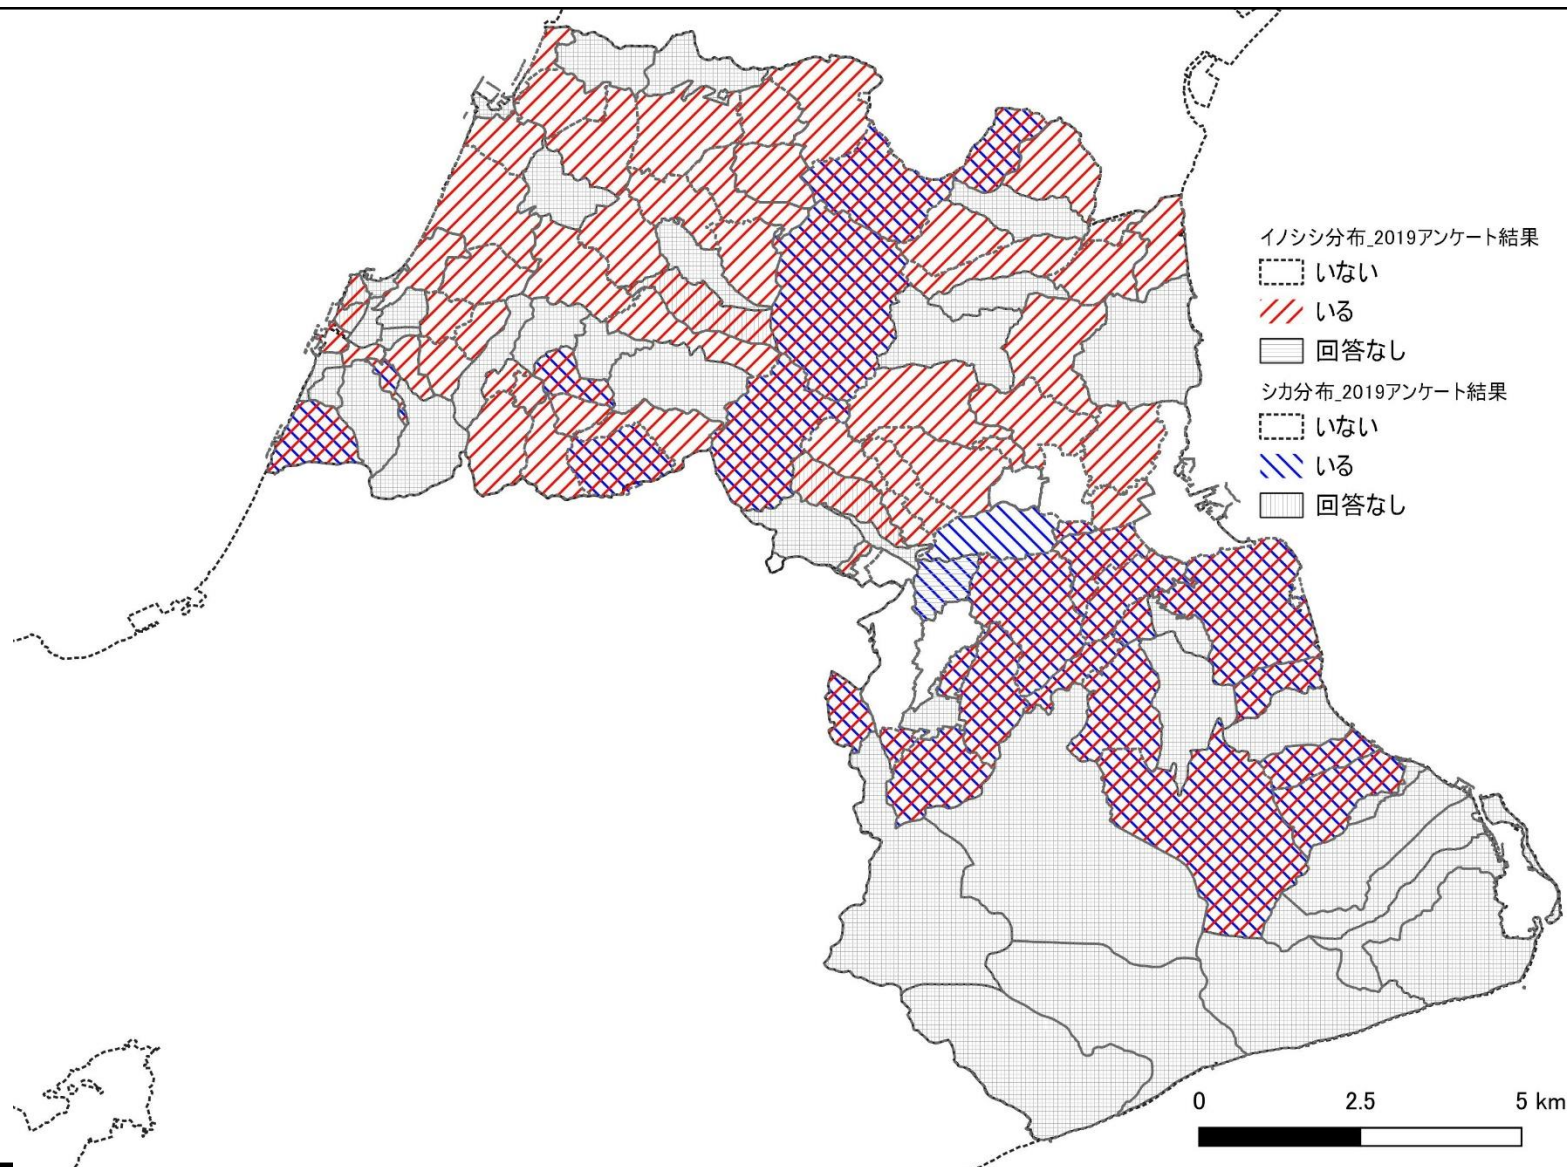 イノシシ分布_2019アンケート結果
いない
いる
回答なし
シカ分布_2019アンケート結果
いない
いる
回答なし
0 2.5 5 km